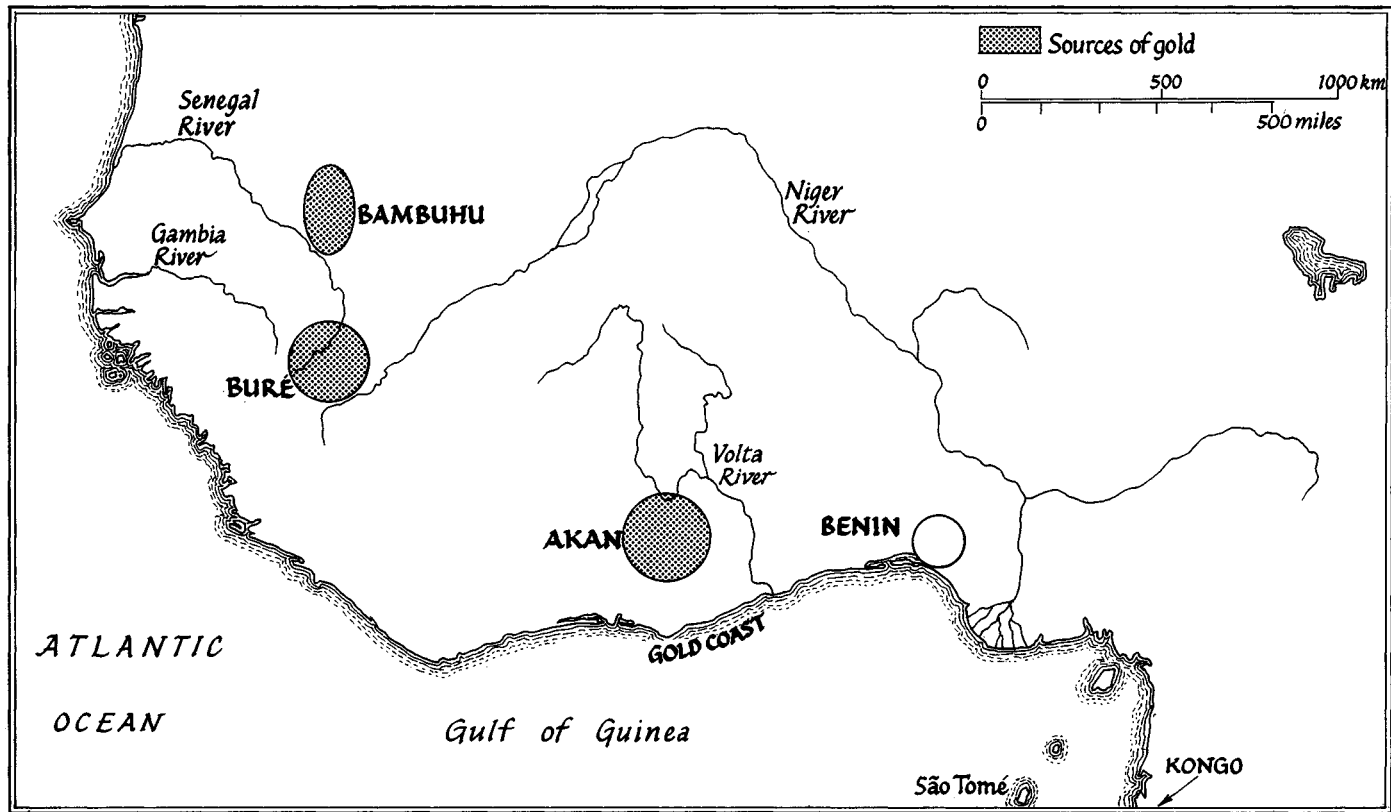 Sources of gold
0 500 1000 km
0 500 miles
Senegal
River
BAMBUHU
Niger
River
Gambia
River
BURÉ
Volta
River
AKAN
BENIN
GOLD COAST
ATLANTIC
OCEAN
Gulf of Guinea
São Tomé
KONGO